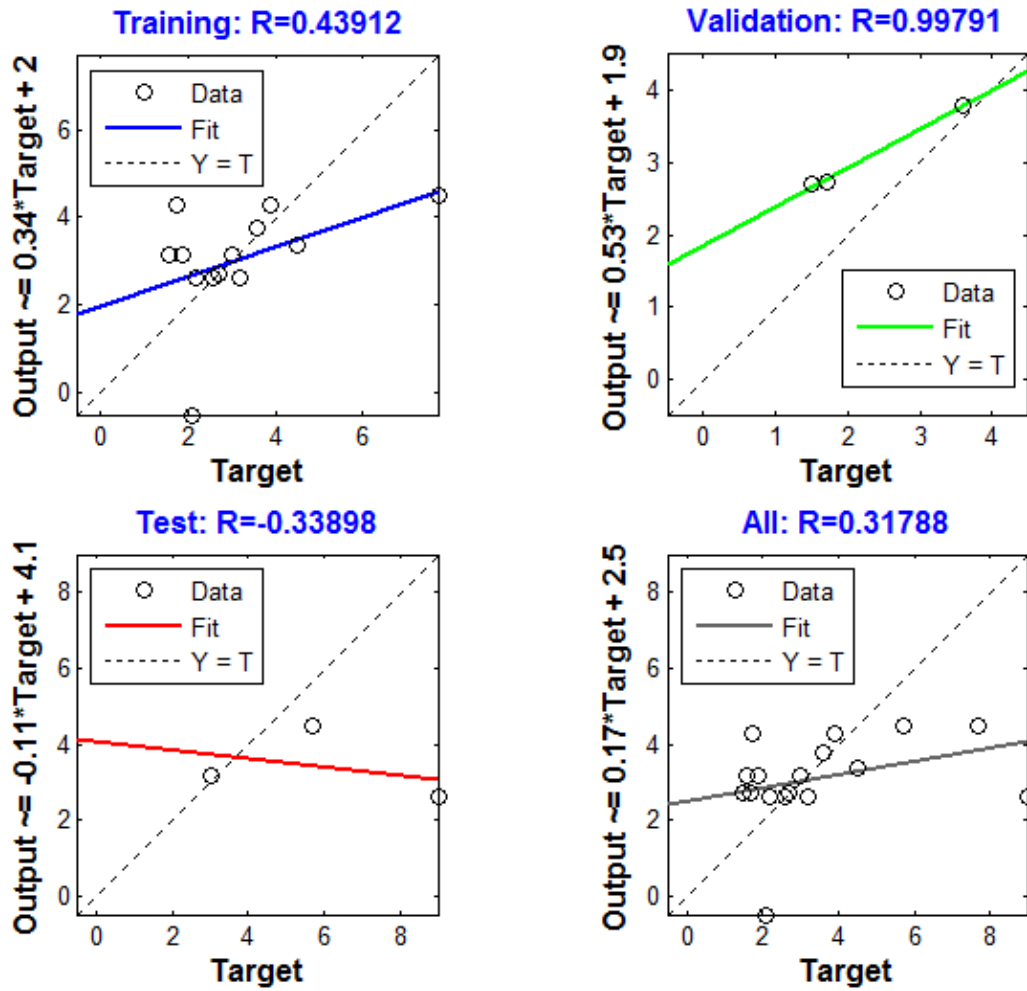 Training: R=0.43912
Output ~= 0.34*Target + 2
Data
Fit
Y = T
6
4
2
0
0 2 4 6
Target
Validation: R=0.99791
Output ~= 0.53*Target + 1.9
4
3
2
1
0
Data
Fit
Y = T
0 1 2 3 4
Target
Test: R=-0.33898
Output ~= -0.11*Target + 4.1
8
Data
Fit
Y = T
6
4
2
0
0 2 4 6 8
Target
All: R=0.31788
Output ~= 0.17*Target + 2.5
8
Data
Fit
Y = T
6
4
2
0
0 2 4 6 8
Target